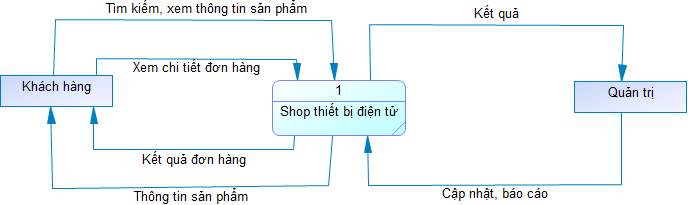 Tìm kiếm, xem thông tin sản phẩm
Kết quả
Xem chi tiết đơn hàng
Khách hàng
1
Quản trị
Shop thiết bị điện tử
Kết quả đơn hàng
Thông tin sản phẩm
Cập nhật, báo cáo